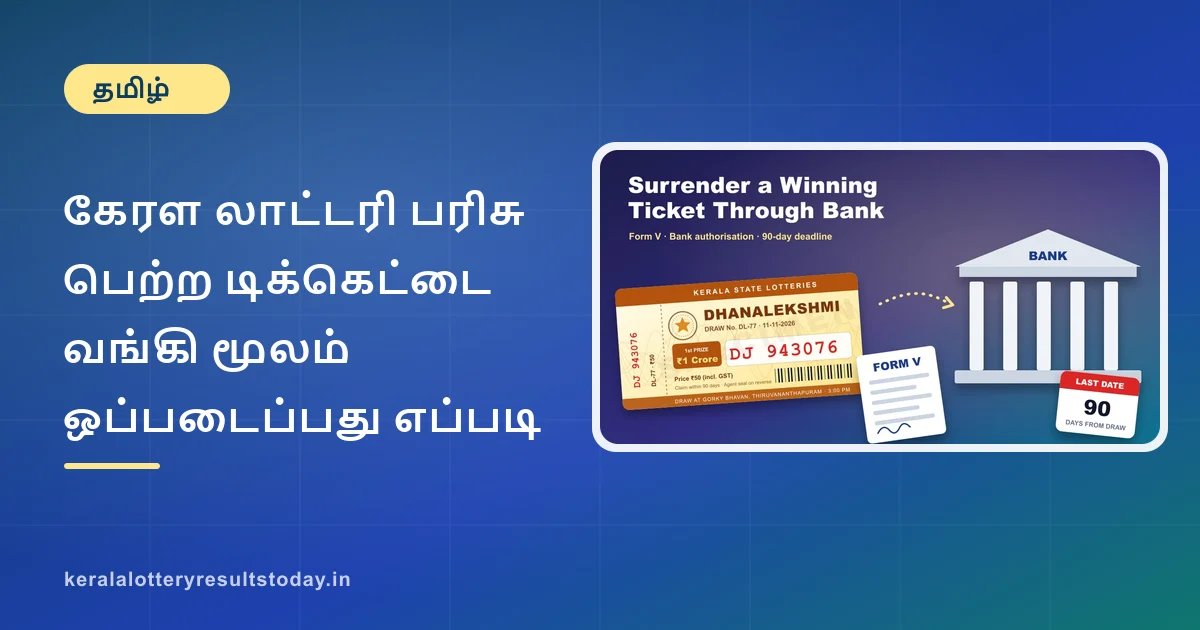 தமிழ்
கேரள லாட்டரி பரிசு
பெற்ற டிக்கெட்டை
வங்கி மூலம்
ஒப்படைப்பது எப்படி
keralalotteryresultstoday.in
Surrender a Winning
Ticket Through Bank
Form V · Bank authorisation · 90-day deadline
KERALA STATE LOTTERIES
DHANALEKSHMI
DRAW No. DL-77 · 11-11-2026
1st PRIZE
₹1 Crore
DJ 943076
DJ 943076
DL-77 · ₹50
Price ₹50 (incl. GST)
Claim within 90 days · Agent seal on reverse
DRAW AT GORKY BHAVAN, THIRUVANANTHAPURAM · 3:00 PM
FORM V
BANK
LAST DATE
90
DAYS FROM DRAW